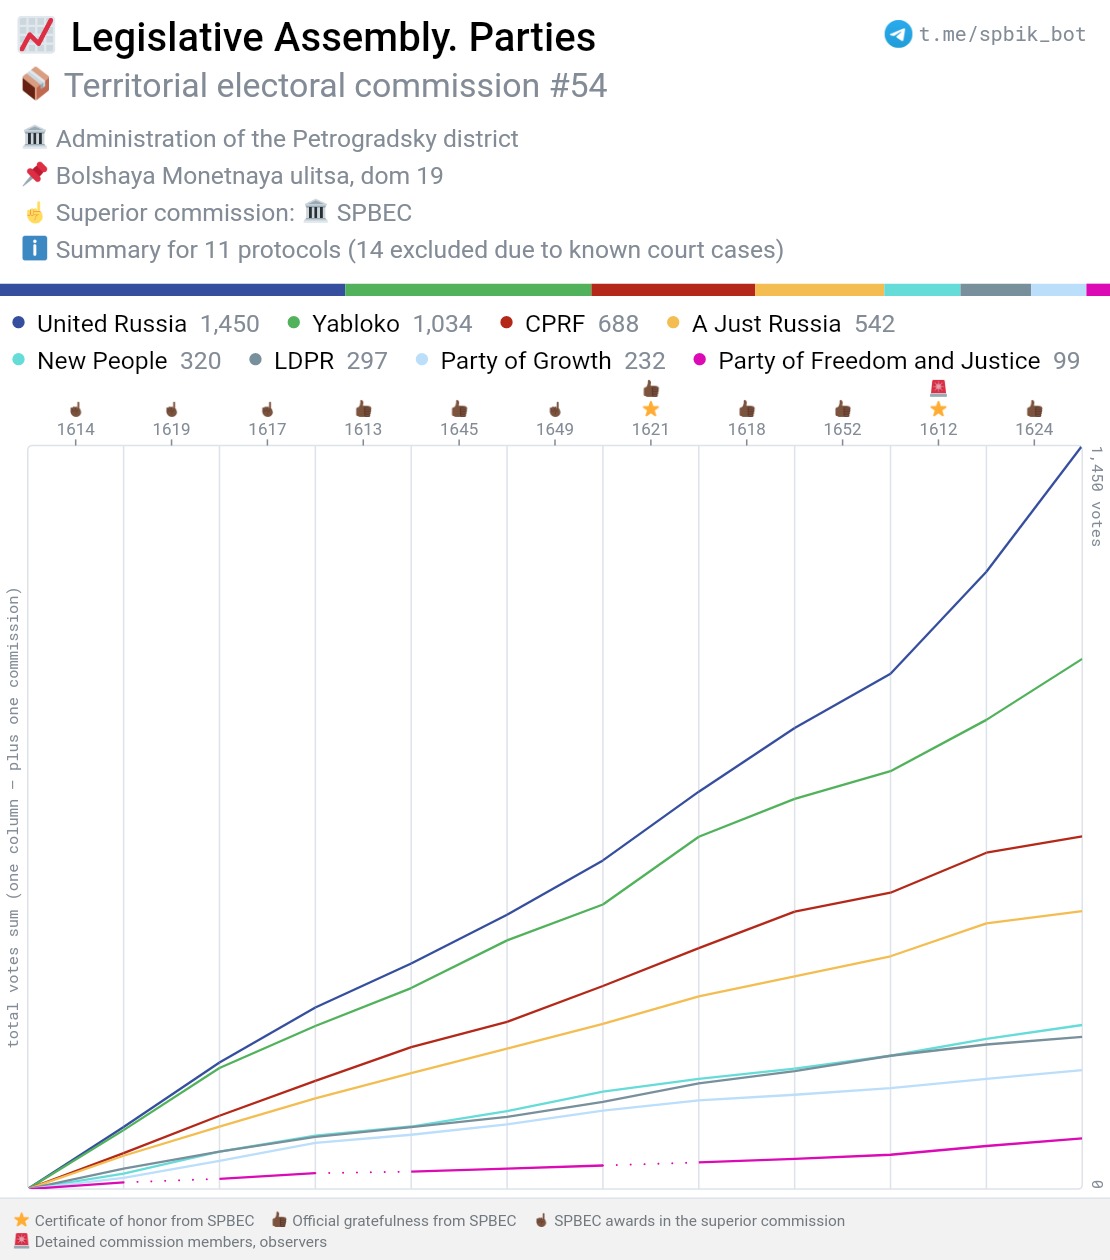 Legislative Assembly. Parties
t.me/spbik_bot
Territorial electoral commission #54
Administration of the Petrogradsky district
Bolshaya Monetnaya ulitsa, dom 19
Superior commission: SPBEC
Summary for 11 protocols (14 excluded due to known court cases)
United Russia 1,450 Yabloko 1,034 CPRF 688 A Just Russia 542
New People 320 LDPR 297 Party of Growth 232 Party of Freedom and Justice 99
1614 1619 1617 1613 1645 1649 1621 1618 1652 1612 1624
1,450 votes
total votes sum (one column – plus one commission)
0
Certificate of honor from SPBEC Official gratefulness from SPBEC SPBEC awards in the superior commission
Detained commission members, observers